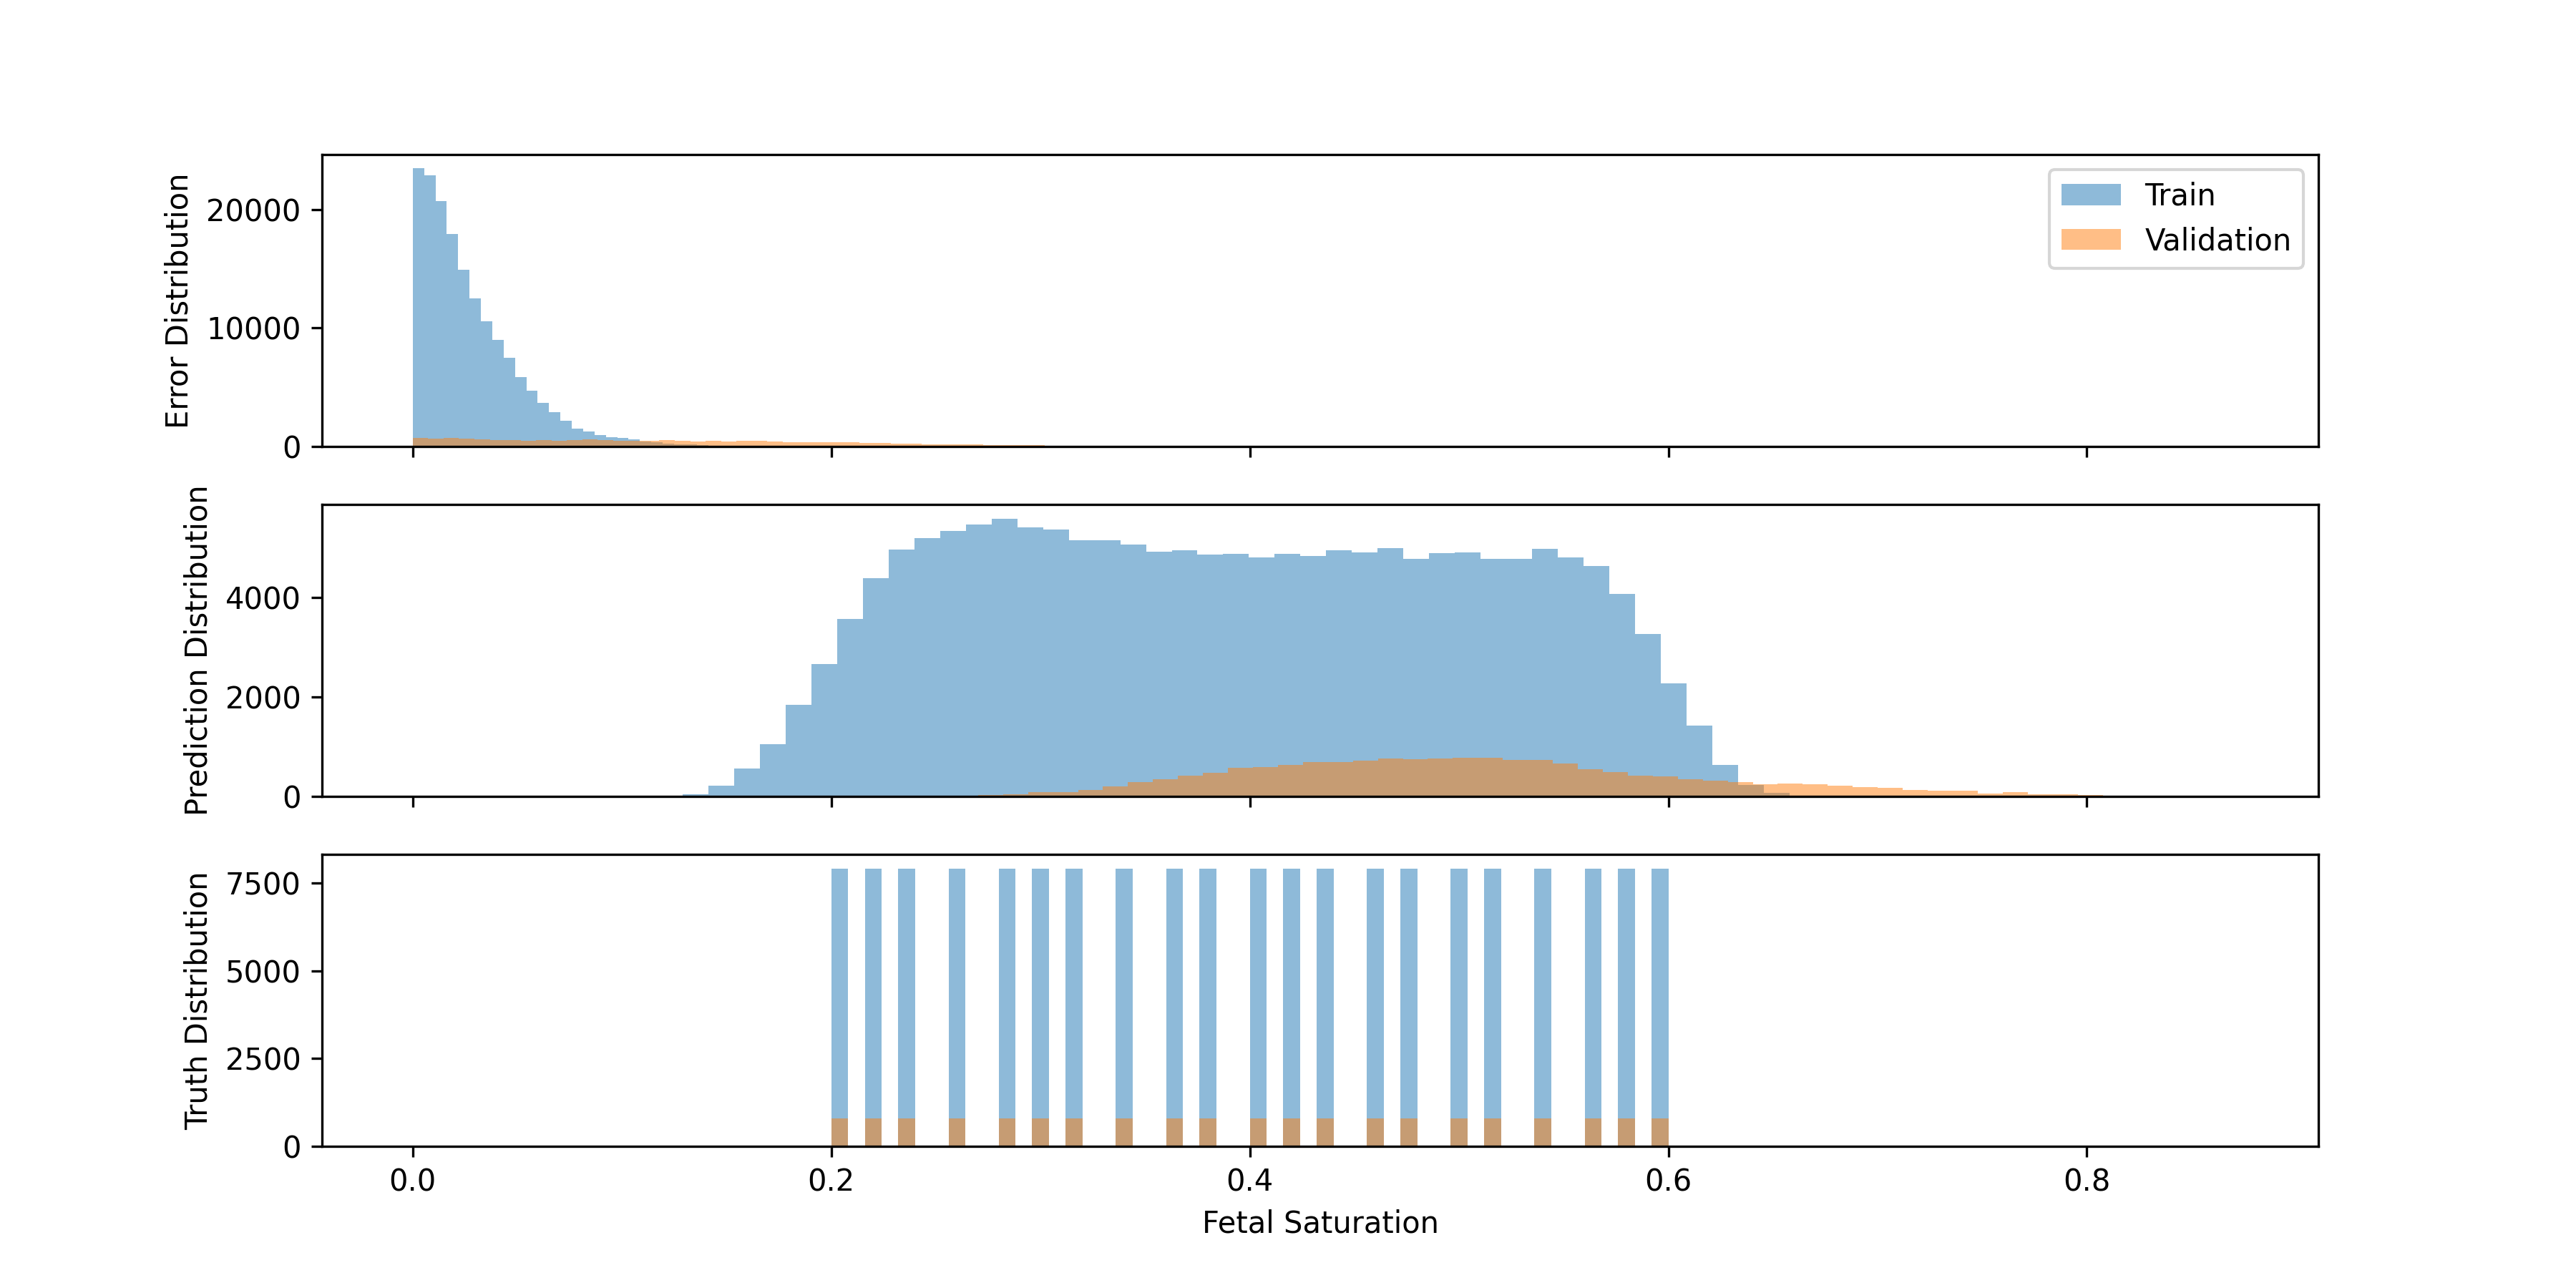 Error Distribution
20000
10000
0
Train
Validation
Prediction Distribution
4000
2000
0
Truth Distribution
7500
5000
2500
0
0.0 0.2 0.4 0.6 0.8
Fetal Saturation